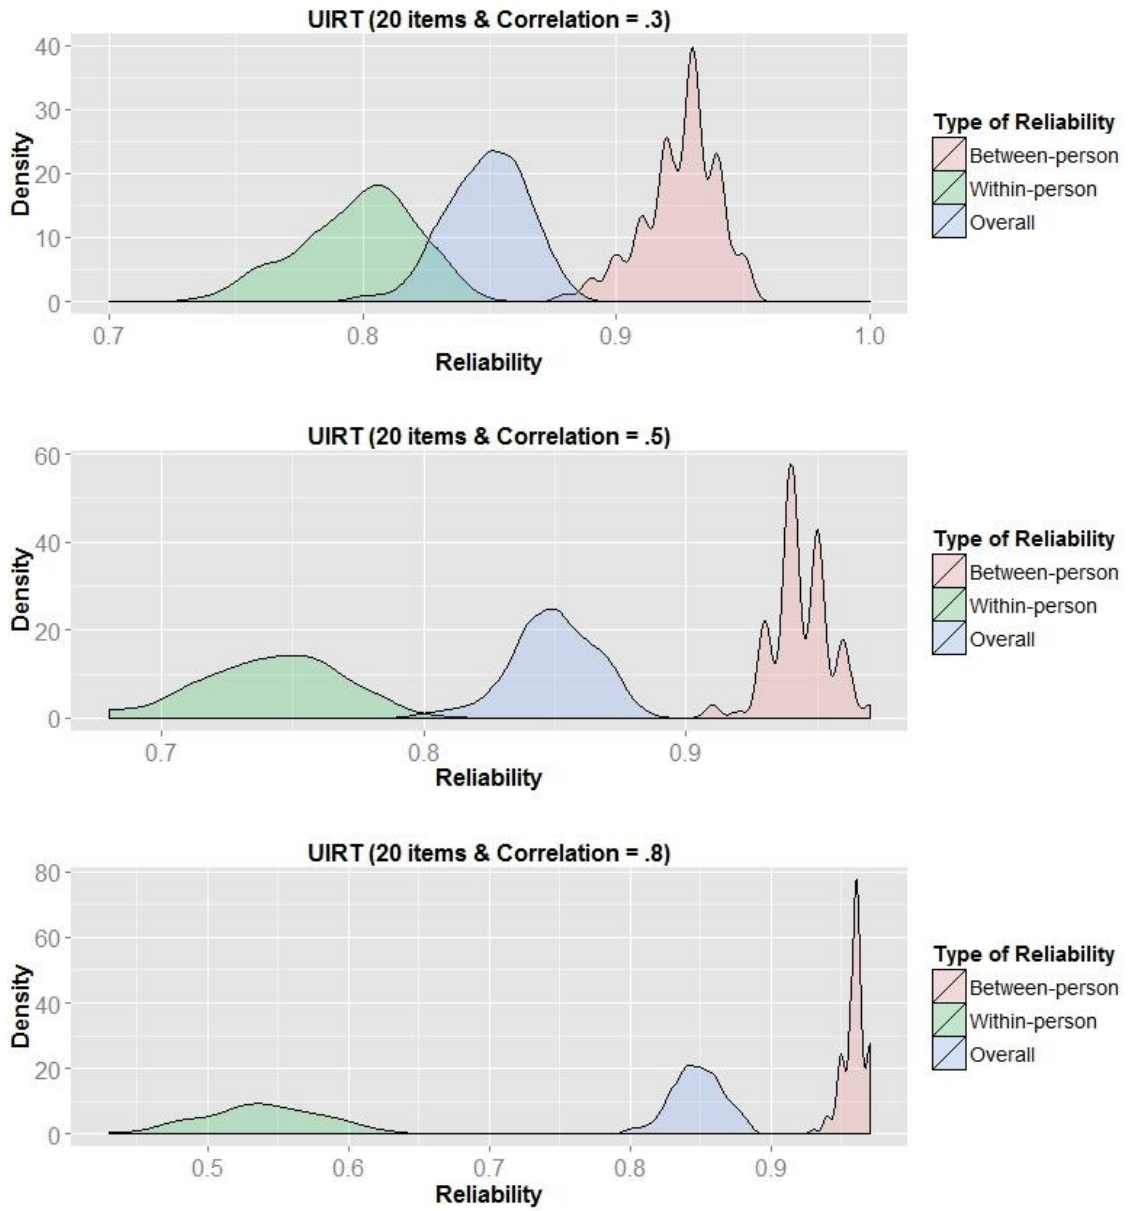 UIRT (20 items & Correlation = .3)
40
30
20
10
0
Density
0.7 0.8 0.9 1.0
Reliability
Type of Reliability
Between-person
Within-person
Overall
UIRT (20 items & Correlation = .5)
60
40
20
0
Density
0.7 0.8 0.9
Reliability
Type of Reliability
Between-person
Within-person
Overall
UIRT (20 items & Correlation = .8)
80
60
40
20
0
Density
0.5 0.6 0.7 0.8 0.9
Reliability
Type of Reliability
Between-person
Within-person
Overall